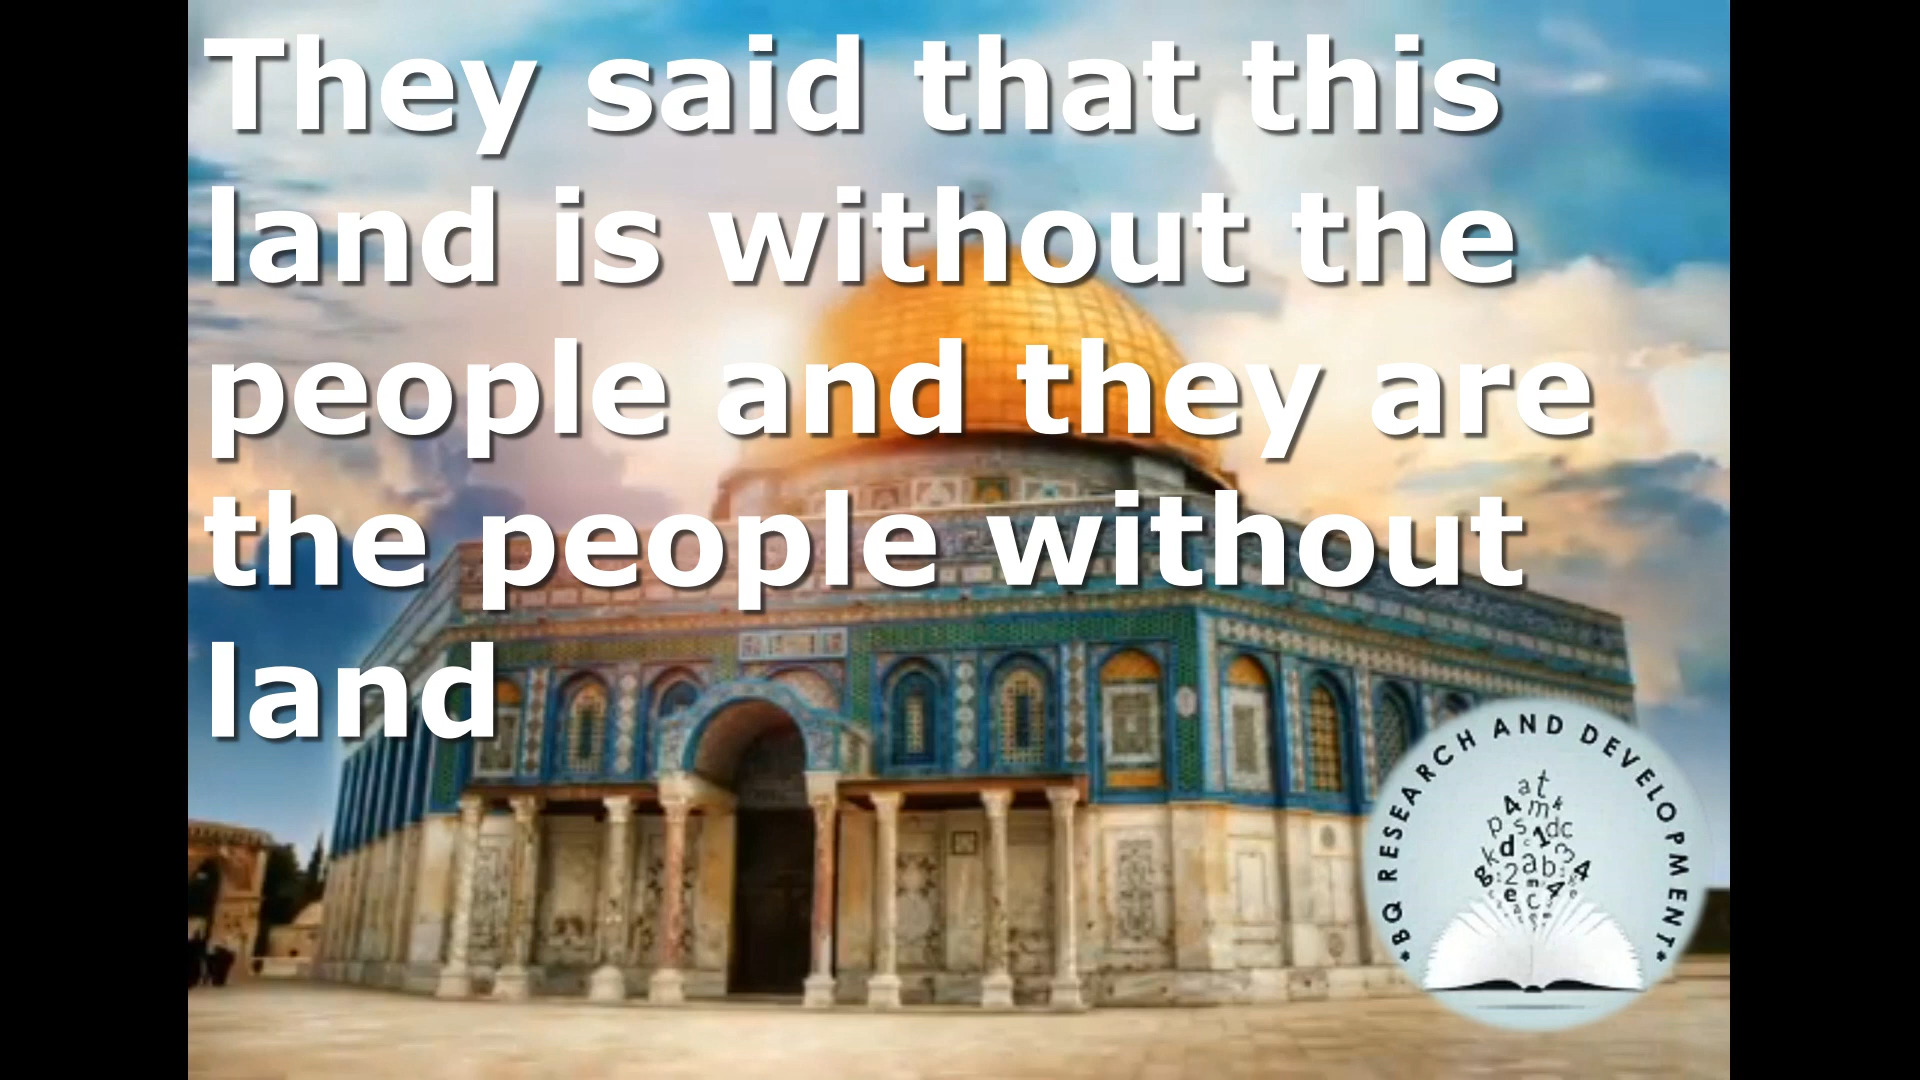 They said that this
land is without the
people and they are
the people without
land
* BQ RESEARCH AND DEVELOPMENT *